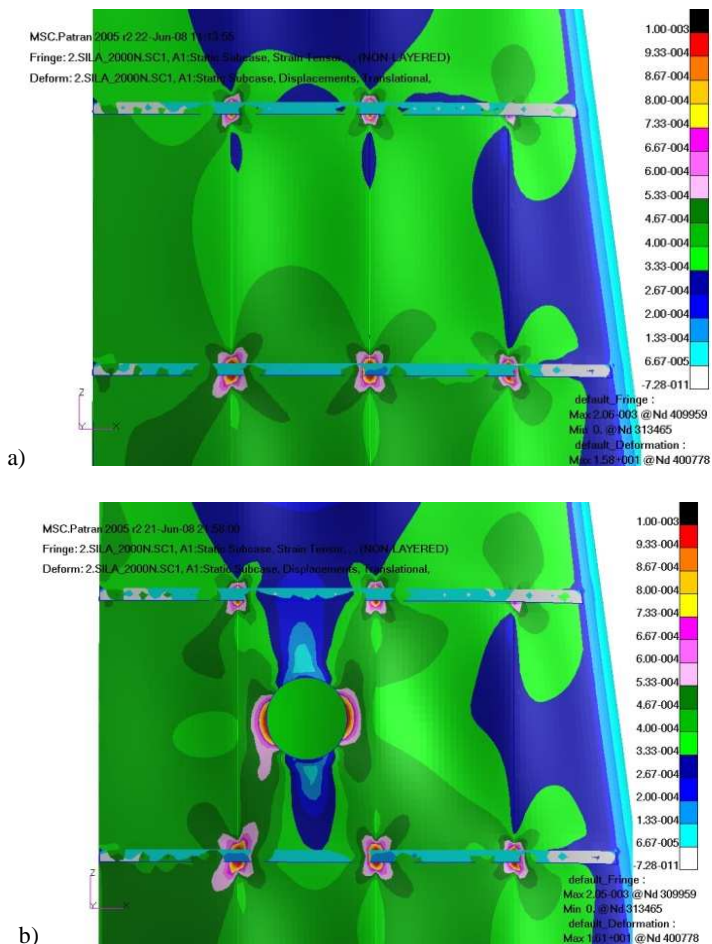 MSC.Patran 2005 r2 22-Jun-08 11:13:55
Fringe: 2.SILA_2000N.SC1, A1:Static Subcase, Strain Tensor, , , (NON-LAYERED)
Deform: 2.SILA_2000N.SC1, A1:Static Subcase, Displacements, Translational,
1.00-003
9.33-004
8.67-004
8.00-004
7.33-004
6.67-004
6.00-004
5.33-004
4.67-004
4.00-004
3.33-004
2.67-004
2.00-004
1.33-004
6.67-005
-7.28-011
default_Fringe :
Max 2.06-003 @Nd 409959
Min 0. @Nd 313465
default_Deformation :
Max 1.58+001 @Nd 400778
Z
Y X
a)
MSC.Patran 2005 r2 21-Jun-08 21:58:00
Fringe: 2.SILA_2000N.SC1, A1:Static Subcase, Strain Tensor, , , (NON-LAYERED)
Deform: 2.SILA_2000N.SC1, A1:Static Subcase, Displacements, Translational,
1.00-003
9.33-004
8.67-004
8.00-004
7.33-004
6.67-004
6.00-004
5.33-004
4.67-004
4.00-004
3.33-004
2.67-004
2.00-004
1.33-004
6.67-005
-7.28-011
default_Fringe :
Max 2.05-003 @Nd 309959
Min 0. @Nd 313465
default_Deformation :
Max 1.61+001 @Nd 400778
Z
Y X
b)